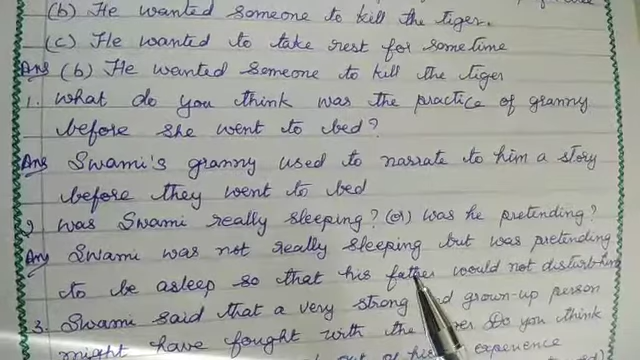 (b) He wanted someone to kill the tiger.
(c) He wanted to take rest for sometime
Ans (b) He wanted someone to kill the tiger
1. What do you think was the practice of granny
before she went to bed?
Ans Swami's granny used to narrate to him a story
before they went to bed
2 Was Swami really sleeping? (or) was he pretending?
Ans Swami was not really sleeping but was pretending
to be asleep so that his father would not disturb him
3. Swami said that a very strong grown-up person
might have fought with the Do you think
experience